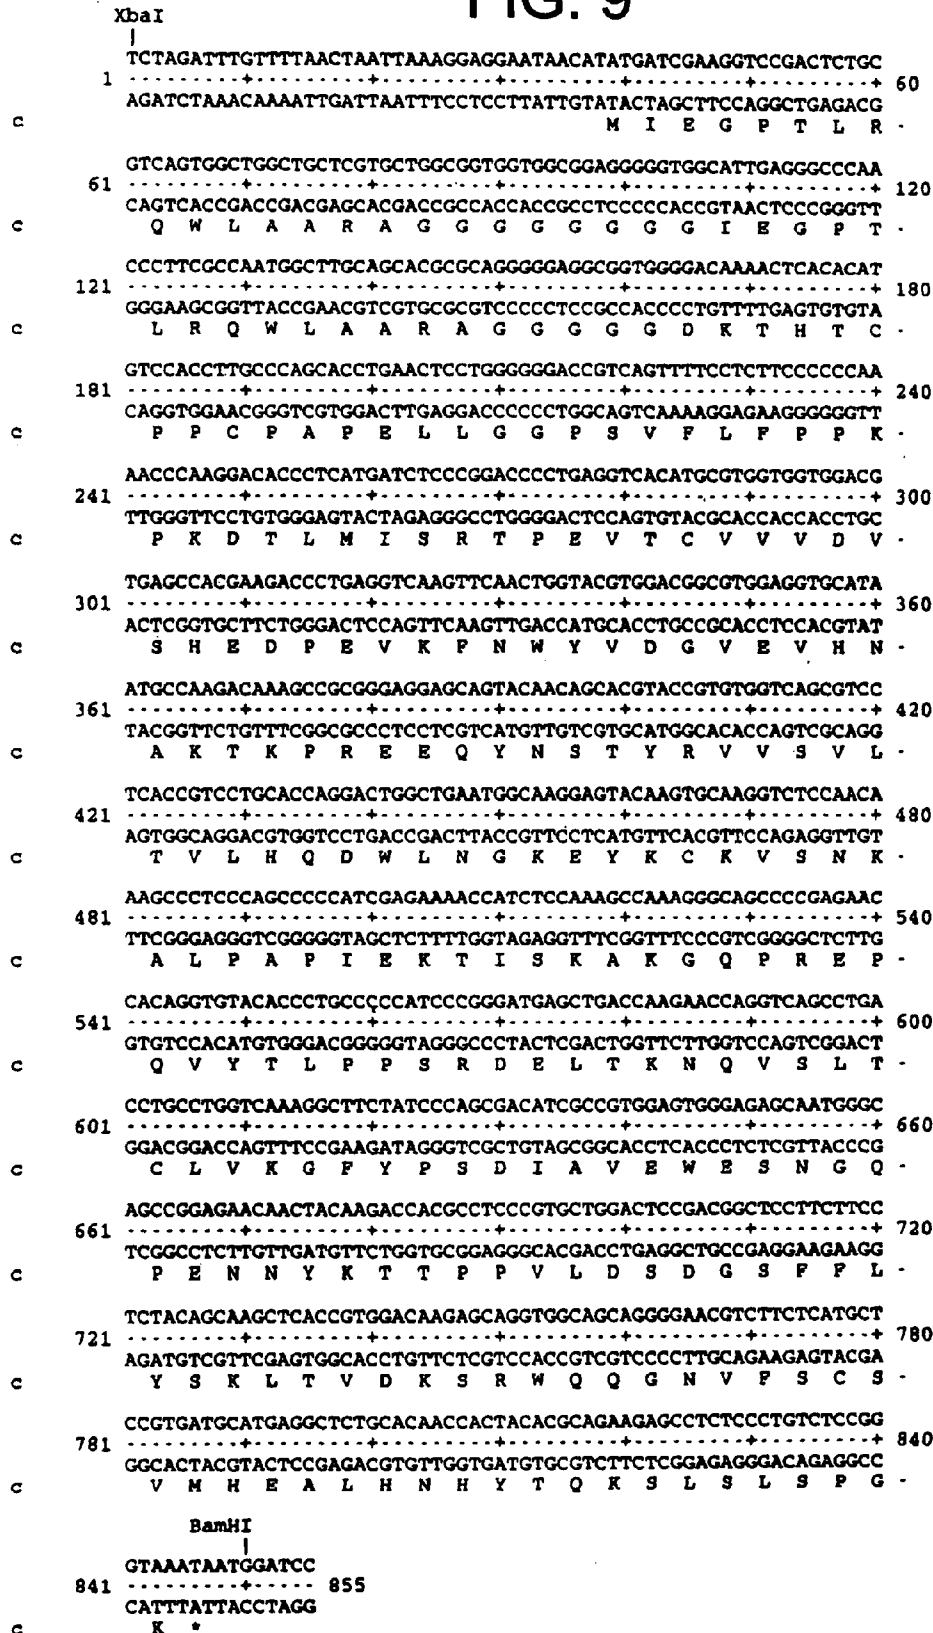 FIG. 9
XbaI
TCTAGATTTGTTTTAACTAATTAAAGGAGGAATAACATATGATCGAAGGTCCGACTCTGC
1 ---------+---------+---------+---------+---------+---------+ 60
AGATCTAAACAAAATTGATTAATTTCCTCCTTATTGTATACTAGCTTCCAGGCTGAGACG
c M I E G P T L R -
GTCAGTGGCTGGCTGCTCGTGCTGGCGGTGGTGGCGGAGGGGGTGGCATTGAGGGCCCAA
61 ---------+---------+---------+---------+---------+---------+ 120
CAGTCACCGACCGACGAGCACGACCGCCACCACCGCCTCCCCCACCGTAACTCCCGGGTT
c Q W L A A R A G G G G G G G G I E G P T -
CCCTTCGCCAATGGCTTGCAGCACGCGCAGGGGGAGGCGGTGGGGACAAAACTCACACAT
121 ---------+---------+---------+---------+---------+---------+ 180
GGGAAGCGGTTACCGAACGTCGTGCGCGTCCCCCTCCGCCACCCCTGTTTTGAGTGTGTA
c L R Q W L A A R A G G G G G D K T H T C -
GTCCACCTTGCCCAGCACCTGAACTCCTGGGGGGACCGTCAGTTTTCCTCTTCCCCCCAA
181 ---------+---------+---------+---------+---------+---------+ 240
CAGGTGGAACGGGTCGTGGACTTGAGGACCCCCCTGGCAGTCAAAAGGAGAAGGGGGGTT
c P P C P A P E L L G G P S V F L F P P K -
AACCCAAGGACACCCTCATGATCTCCCGGACCCCTGAGGTCACATGCGTGGTGGTGGACG
241 ---------+---------+---------+---------+---------+---------+ 300
TTGGGTTCCTGTGGGAGTACTAGAGGGCCTGGGGACTCCAGTGTACGCACCACCACCTGC
c P K D T L M I S R T P E V T C V V V D V -
TGAGCCACGAAGACCCTGAGGTCAAGTTCAACTGGTACGTGGACGGCGTGGAGGTGCATA
301 ---------+---------+---------+---------+---------+---------+ 360
ACTCGGTGCTTCTGGGACTCCAGTTCAAGTTGACCATGCACCTGCCGCACCTCCACGTAT
c S H E D P E V K F N W Y V D G V E V H N -
ATGCCAAGACAAAGCCGCGGGAGGAGCAGTACAACAGCACGTACCGTGTGGTCAGCGTCC
361 ---------+---------+---------+---------+---------+---------+ 420
TACGGTTCTGTTTCGGCGCCCTCCTCGTCATGTTGTCGTGCATGGCACACCAGTCGCAGG
c A K T K P R E E Q Y N S T Y R V V S V L -
TCACCGTCCTGCACCAGGACTGGCTGAATGGCAAGGAGTACAAGTGCAAGGTCTCCAACA
421 ---------+---------+---------+---------+---------+---------+ 480
AGTGGCAGGACGTGGTCCTGACCGACTTACCGTTCCTCATGTTCACGTTCCAGAGGTTGT
c T V L H Q D W L N G K E Y K C K V S N K -
AAGCCCTCCCAGCCCCCATCGAGAAAACCATCTCCAAAGCCAAAGGGCAGCCCCGAGAAC
481 ---------+---------+---------+---------+---------+---------+ 540
TTCGGGAGGGTCGGGGGTAGCTCTTTTGGTAGAGGTTTCGGTTTCCCGTCGGGGCTCTTG
c A L P A P I E K T I S K A K G Q P R E P -
CACAGGTGTACACCCTGCCCCCATCCCGGGATGAGCTGACCAAGAACCAGGTCAGCCTGA
541 ---------+---------+---------+---------+---------+---------+ 600
GTGTCCACATGTGGGACGGGGGTAGGGCCCTACTCGACTGGTTCTTGGTCCAGTCGGACT
c Q V Y T L P P S R D E L T K N Q V S L T -
CCTGCCTGGTCAAAGGCTTCTATCCCAGCGACATCGCCGTGGAGTGGGAGAGCAATGGGC
601 ---------+---------+---------+---------+---------+---------+ 660
GGACGGACCAGTTTCCGAAGATAGGGTCGCTGTAGCGGCACCTCACCCTCTCGTTACCCG
c C L V K G F Y P S D I A V E W E S N G Q -
AGCCGGAGAACAACTACAAGACCACGCCTCCCGTGCTGGACTCCGACGGCTCCTTCTTCC
661 ---------+---------+---------+---------+---------+---------+ 720
TCGGCCTCTTGTTGATGTTCTGGTGCGGAGGGCACGACCTGAGGCTGCCGAGGAAGAAGG
c P E N N Y K T T P P V L D S D G S F F L -
TCTACAGCAAGCTCACCGTGGACAAGAGCAGGTGGCAGCAGGGGAACGTCTTCTCATGCT
721 ---------+---------+---------+---------+---------+---------+ 780
AGATGTCGTTCGAGTGGCACCTGTTCTCGTCCACCGTCGTCCCCTTGCAGAAGAGTACGA
c Y S K L T V D K S R W Q Q G N V F S C S -
CCGTGATGCATGAGGCTCTGCACAACCACTACACGCAGAAGAGCCTCTCCCTGTCTCCGG
781 ---------+---------+---------+---------+---------+---------+ 840
GGCACTACGTACTCCGAGACGTGTTGGTGATGTGCGTCTTCTCGGAGAGGGACAGAGGCC
c V M H E A L H N H Y T Q K S L S L S P G -
BamHI
GTAAATAATGGATCC
841 ---------+----- 855
CATTTATTACCTAGG
c K *